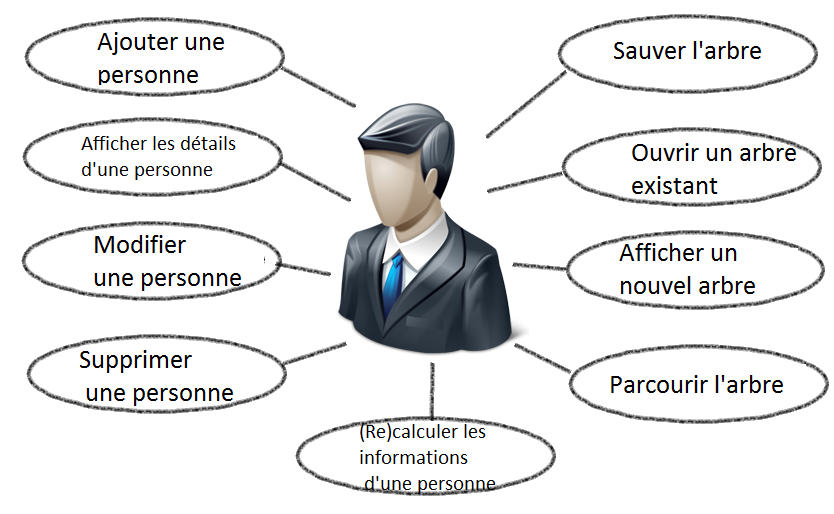 Ajouter une
personne
Afficher les détails
d'une personne
Modifier
une personne
Supprimer
une personne
(Re)calculer les
informations
d'une personne
Sauver l'arbre
Ouvrir un arbre
existant
Afficher un
nouvel arbre
Parcourir l'arbre